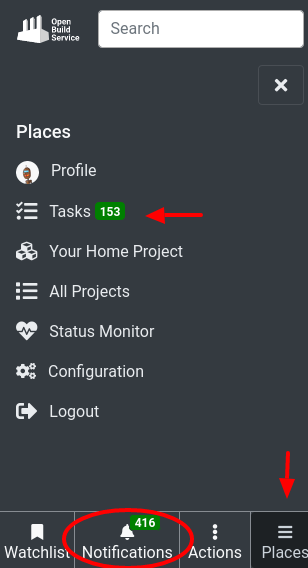 Open
Build
Service
Search
Places
Profile
Tasks 153
Your Home Project
All Projects
Status Monitor
Configuration
Logout
416
Watchlist Notifications Actions Places